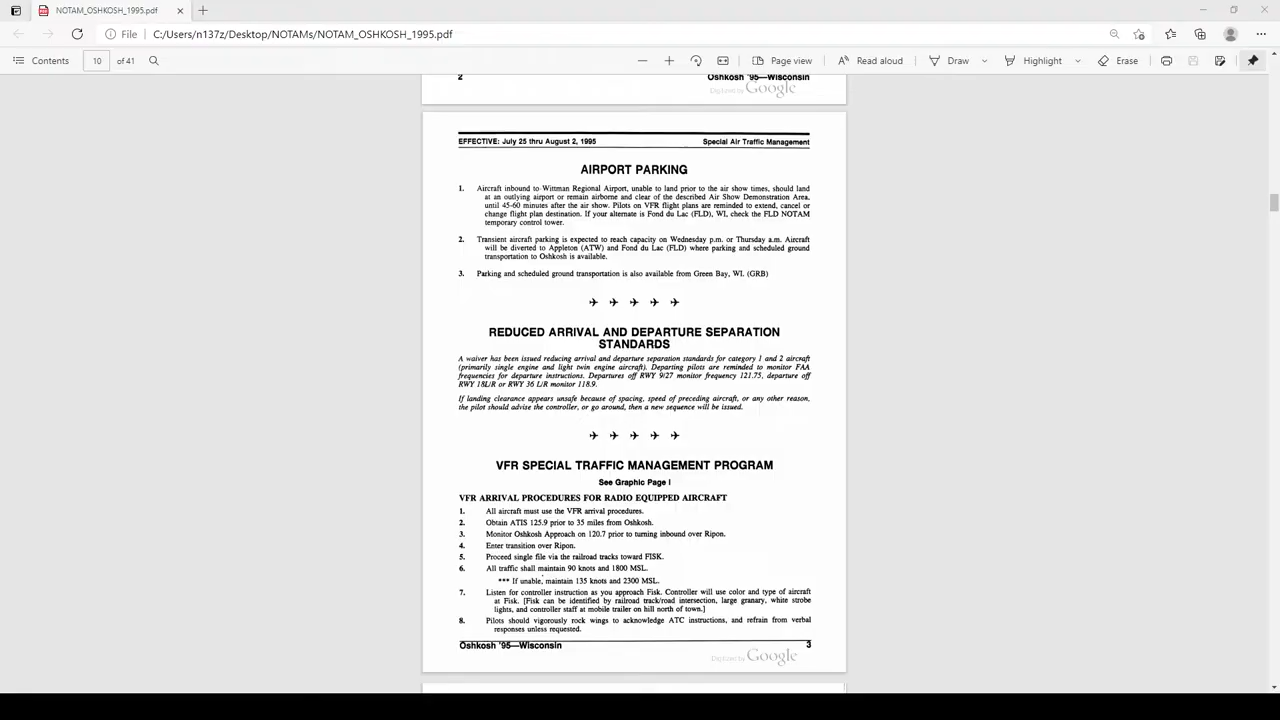 NOTAM_OSHKOSH_1995.pdf
File C:/Users/n137z/Desktop/NOTAMs/NOTAM_OSHKOSH_1995.pdf
Contents 10 of 41 Page view Read aloud Draw Highlight Erase
2 Oshkosh '95—Wisconsin
Digitized by Google
EFFECTIVE: July 25 thru August 2, 1995 Special Air Traffic Management
AIRPORT PARKING
1. Aircraft inbound to Wittman Regional Airport, unable to land prior to the air show times, should land
at an outlying airport or remain airborne and clear of the described Air Show Demonstration Area,
until 45-60 minutes after the air show. Pilots on VFR flight plans are reminded to extend, cancel or
change flight plan destination. If your alternate is Fond du Lac (FLD), WI, check the FLD NOTAM
temporary control tower.
2. Transient aircraft parking is expected to reach capacity on Wednesday p.m. or Thursday a.m. Aircraft
will be diverted to Appleton (ATW) and Fond du Lac (FLD) where parking and scheduled ground
transportation to Oshkosh is available.
3. Parking and scheduled ground transportation is also available from Green Bay, WI. (GRB)
REDUCED ARRIVAL AND DEPARTURE SEPARATION
STANDARDS
A waiver has been issued reducing arrival and departure separation standards for category 1 and 2 aircraft
(primarily single engine and light twin engine aircraft). Departing pilots are reminded to monitor FAA
frequencies for departure instructions. Departures off RWY 9/27 monitor frequency 121.75, departure off
RWY 18L/R or RWY 36 L/R monitor 118.9.
If landing clearance appears unsafe because of spacing, speed of preceding aircraft, or any other reason,
the pilot should advise the controller, or go around, then a new sequence will be issued.
VFR SPECIAL TRAFFIC MANAGEMENT PROGRAM
See Graphic Page I
VFR ARRIVAL PROCEDURES FOR RADIO EQUIPPED AIRCRAFT
1. All aircraft must use the VFR arrival procedures.
2. Obtain ATIS 125.9 prior to 35 miles from Oshkosh.
3. Monitor Oshkosh Approach on 120.7 prior to turning inbound over Ripon.
4. Enter transition over Ripon.
5. Proceed single file via the railroad tracks toward FISK.
6. All traffic shall maintain 90 knots and 1800 MSL.
*** If unable, maintain 135 knots and 2300 MSL.
7. Listen for controller instruction as you approach Fisk. Controller will use color and type of aircraft
at Fisk. [Fisk can be identified by railroad track/road intersection, large granary, white strobe
lights, and controller staff at mobile trailer on hill north of town.]
8. Pilots should vigorously rock wings to acknowledge ATC instructions, and refrain from verbal
responses unless requested.
Oshkosh '95—Wisconsin 3
Digitized by Google